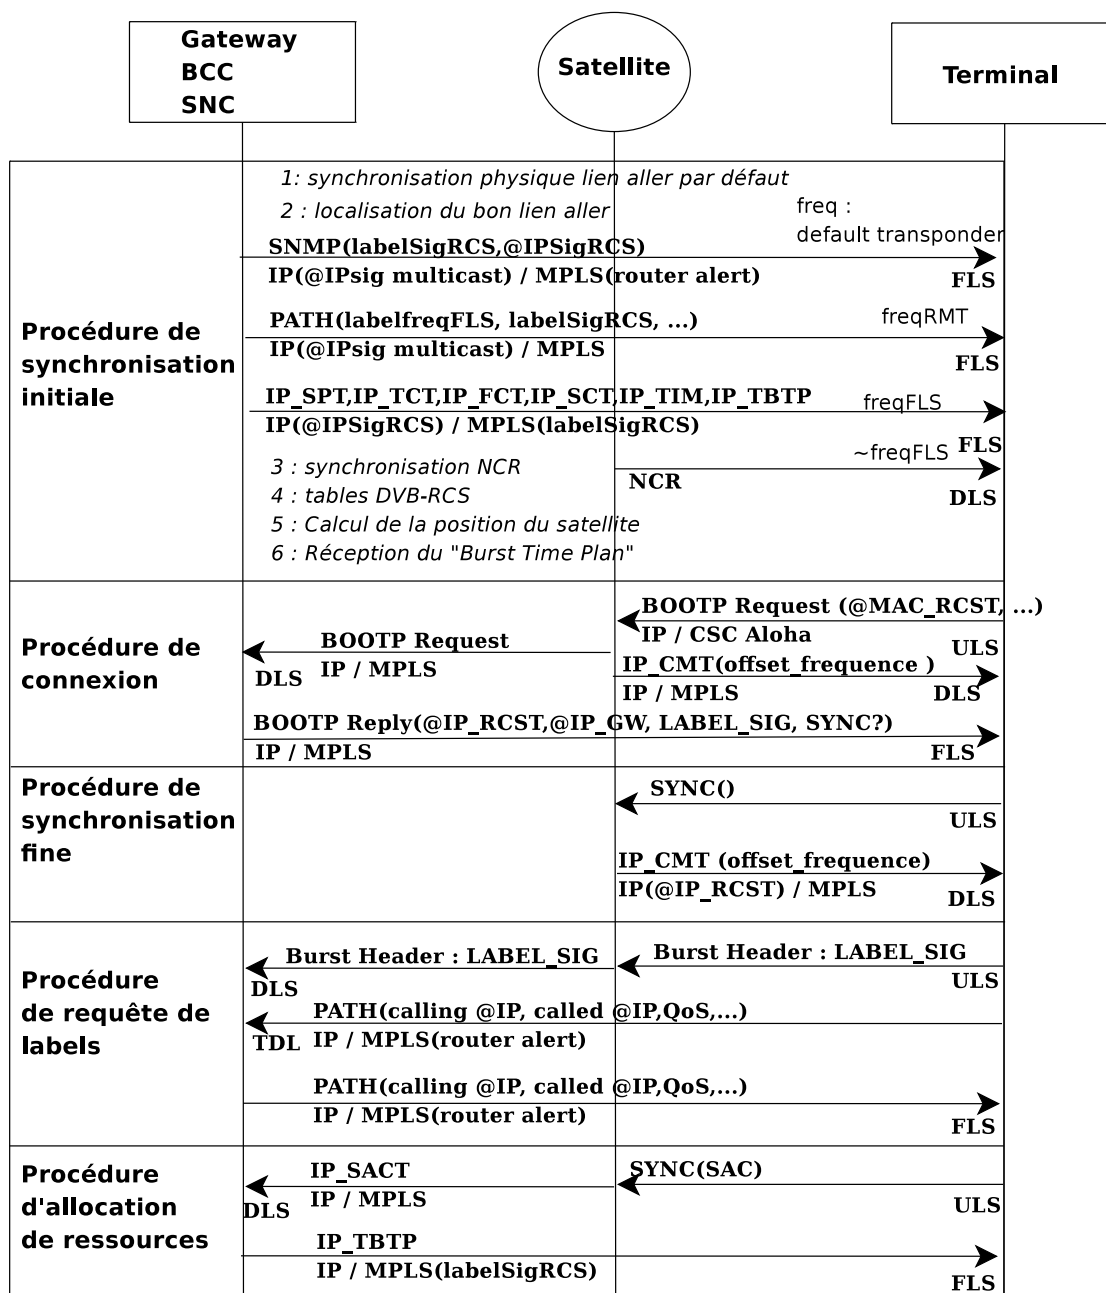 Gateway
BCC
SNC
Satellite
Terminal
1: synchronisation physique lien aller par défaut
2 : localisation du bon lien aller
freq :
default transponder
SNMP(labelSigRCS,@IPSigRCS)
IP(@IPsig multicast) / MPLS(router alert)
FLS
Procédure de
synchronisation
initiale
PATH(labelfreqFLS, labelSigRCS, ...)
freqRMT
IP(@IPsig multicast) / MPLS
FLS
IP_SPT,IP_TCT,IP_FCT,IP_SCT,IP_TIM,IP_TBTP
freqFLS
IP(@IPSigRCS) / MPLS(labelSigRCS)
FLS
~freqFLS
3 : synchronisation NCR
NCR
DLS
4 : tables DVB-RCS
5 : Calcul de la position du satellite
6 : Réception du "Burst Time Plan"
Procédure de
connexion
BOOTP Request (@MAC_RCST, ...)
IP / CSC Aloha
ULS
BOOTP Request
IP / MPLS
DLS
IP_CMT(offset_frequence )
IP / MPLS
DLS
BOOTP Reply(@IP_RCST,@IP_GW, LABEL_SIG, SYNC?)
IP / MPLS
FLS
Procédure de
synchronisation
fine
SYNC()
ULS
IP_CMT (offset_frequence)
IP(@IP_RCST) / MPLS
DLS
Procédure
de requête de
labels
Burst Header : LABEL_SIG
ULS
Burst Header : LABEL_SIG
DLS
PATH(calling @IP, called @IP,QoS,...)
TDL
IP / MPLS(router alert)
PATH(calling @IP, called @IP,QoS,...)
IP / MPLS(router alert)
FLS
Procédure
d'allocation
de ressources
SYNC(SAC)
ULS
IP_SACT
IP / MPLS
DLS
IP_TBTP
IP / MPLS(labelSigRCS)
FLS